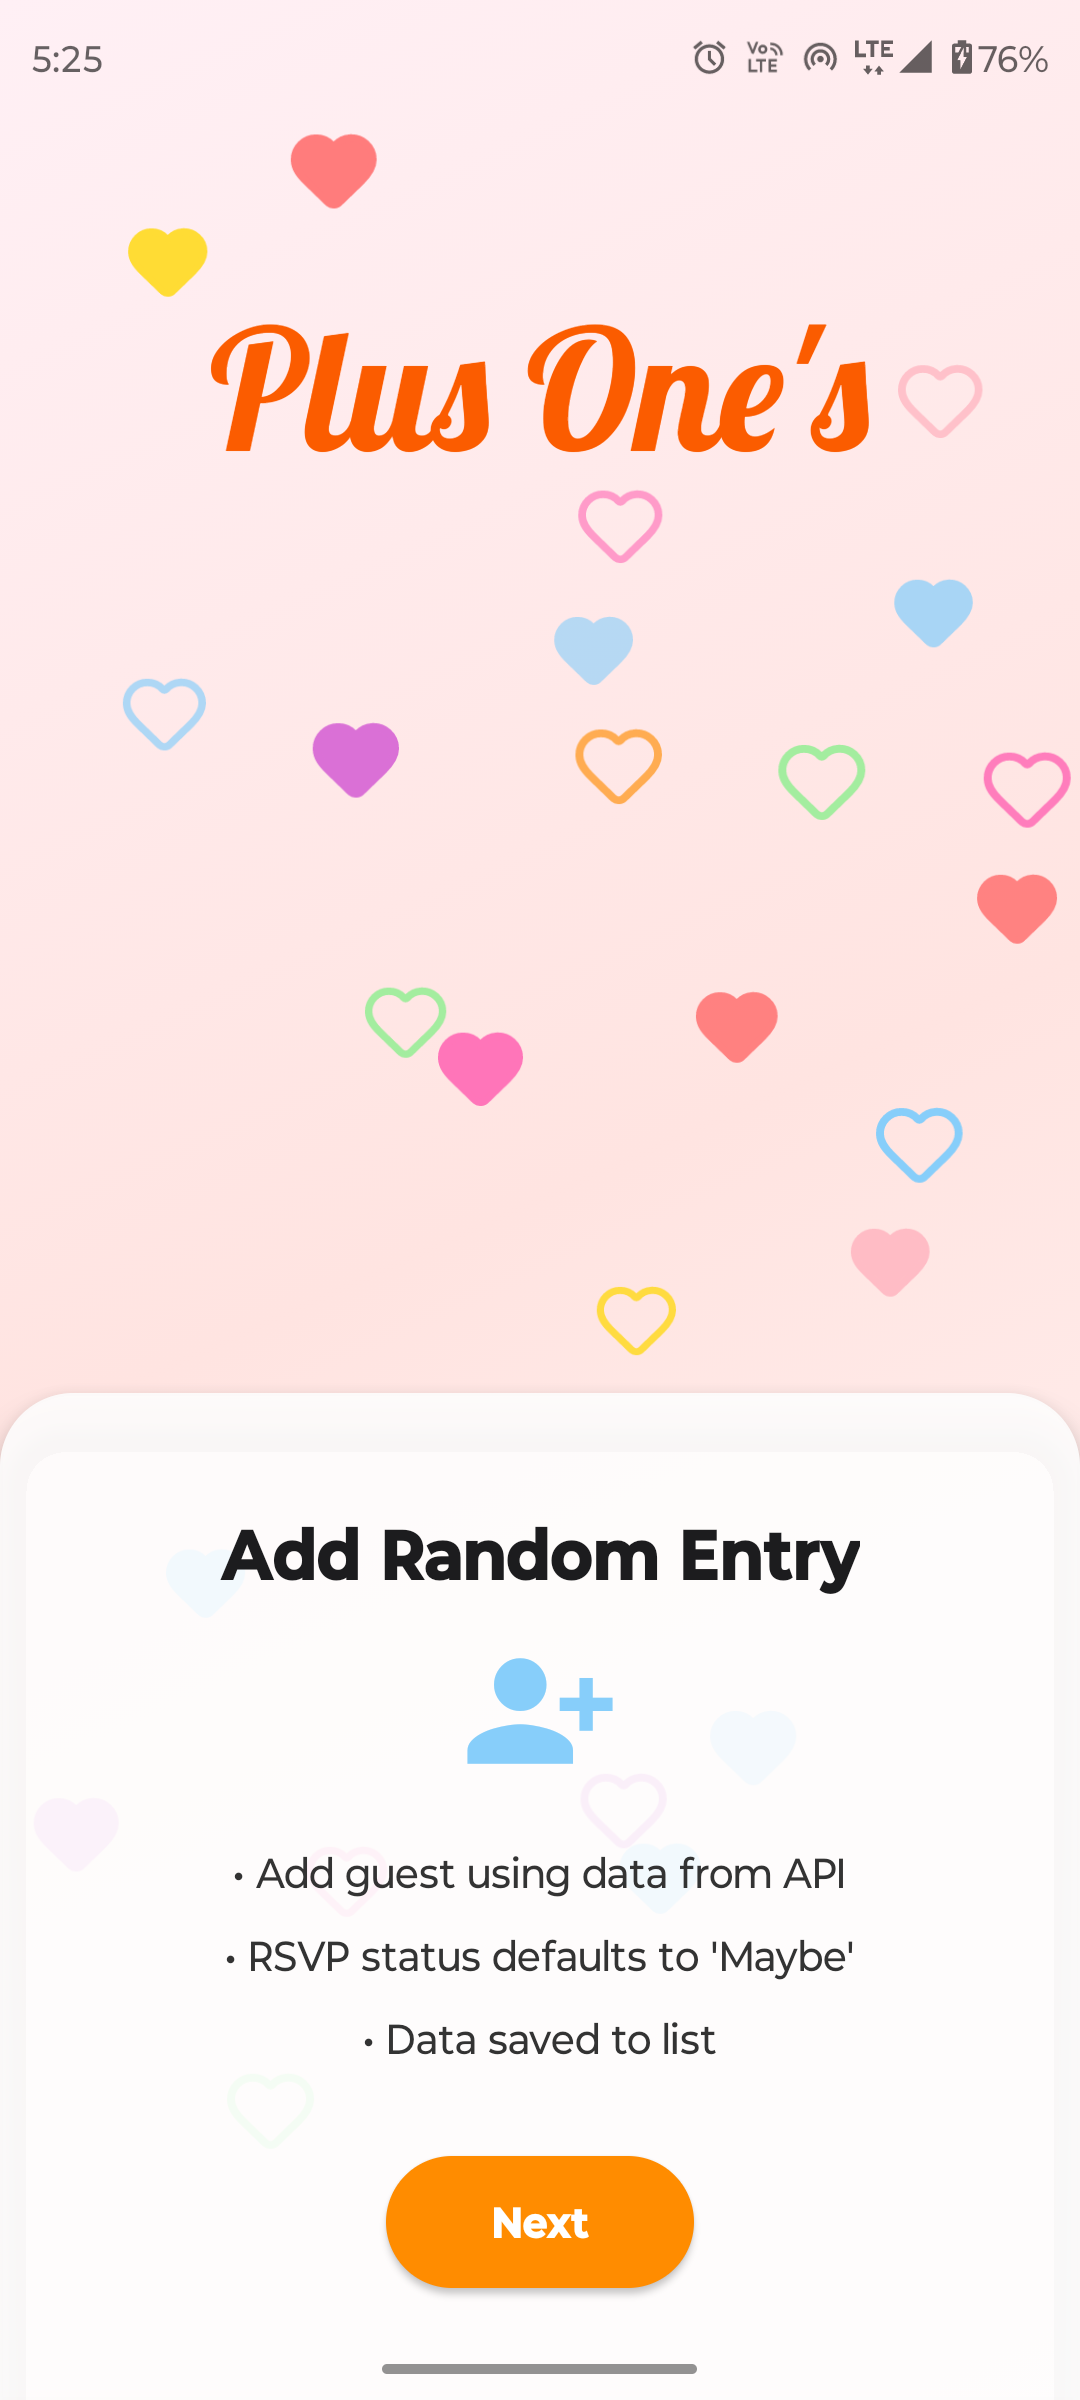 5:25
Vo LTE
LTE
76%
Plus One's
Add Random Entry
• Add guest using data from API
• RSVP status defaults to 'Maybe'
• Data saved to list
Next